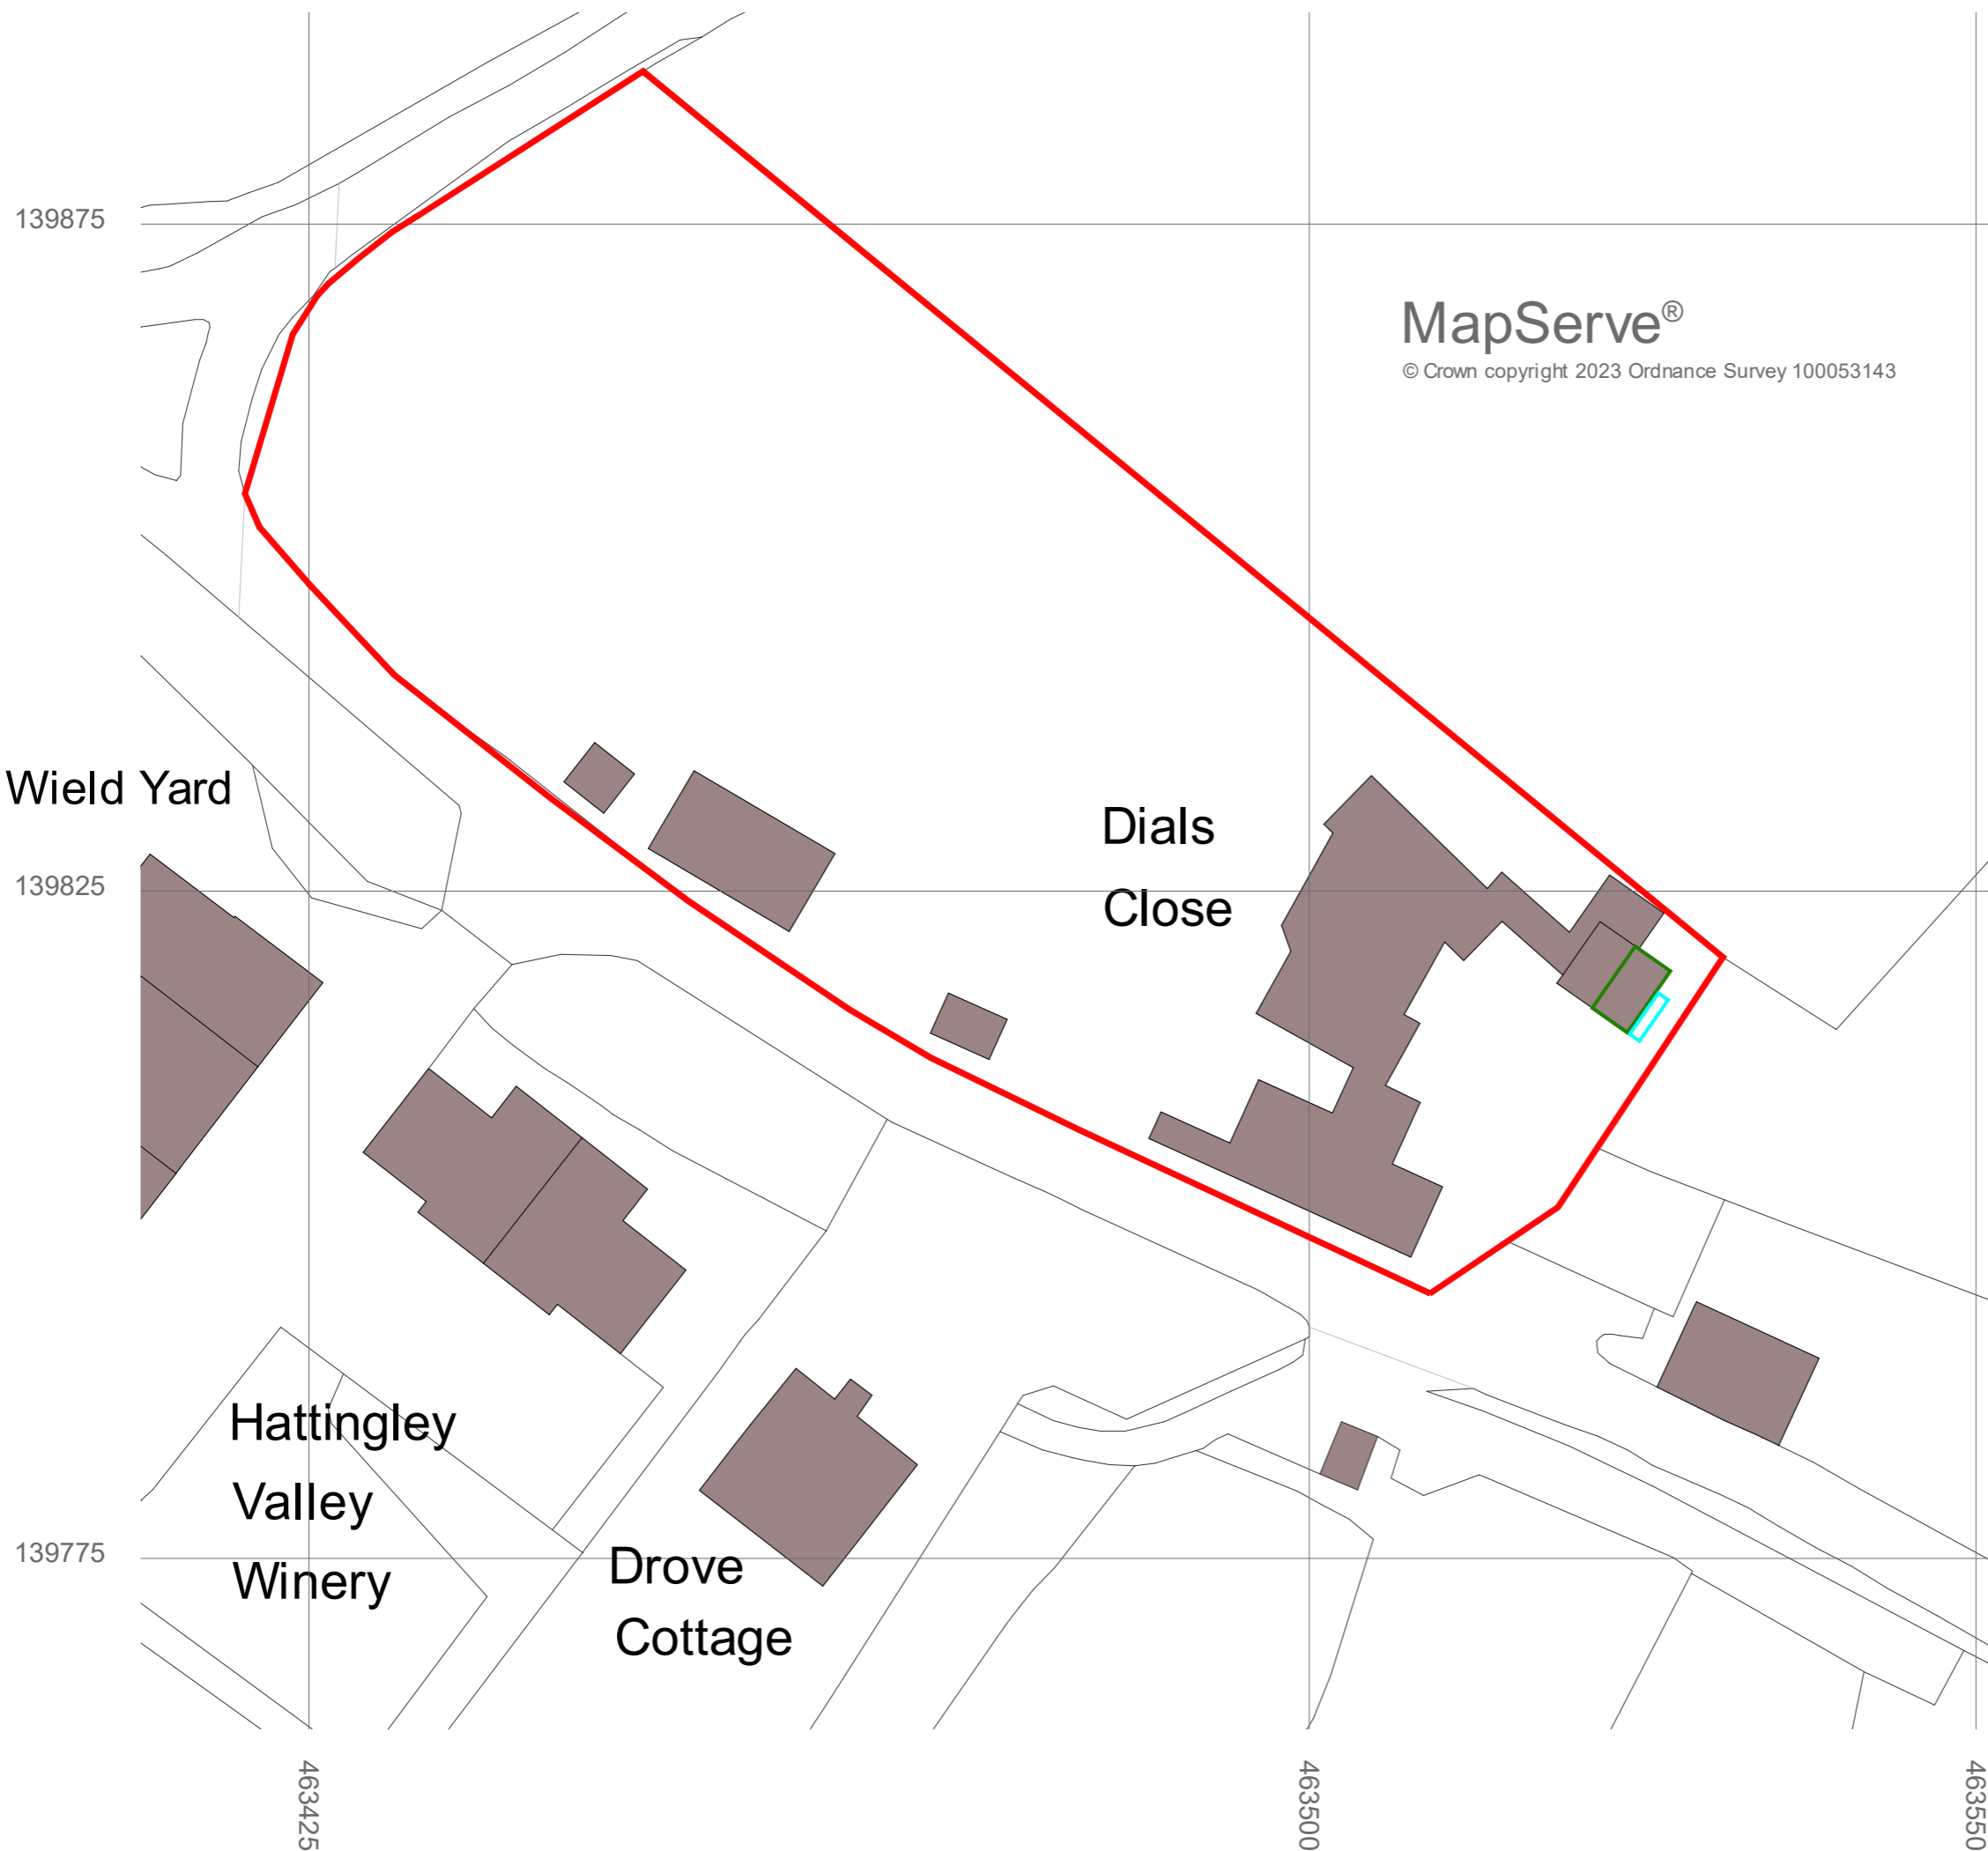 139875
MapServe®
© Crown copyright 2023 Ordnance Survey 100053143
Wield Yard
Dials
Close
139825
Hattingley
Valley
Winery
Drove
Cottage
139775
463425
463500
463550